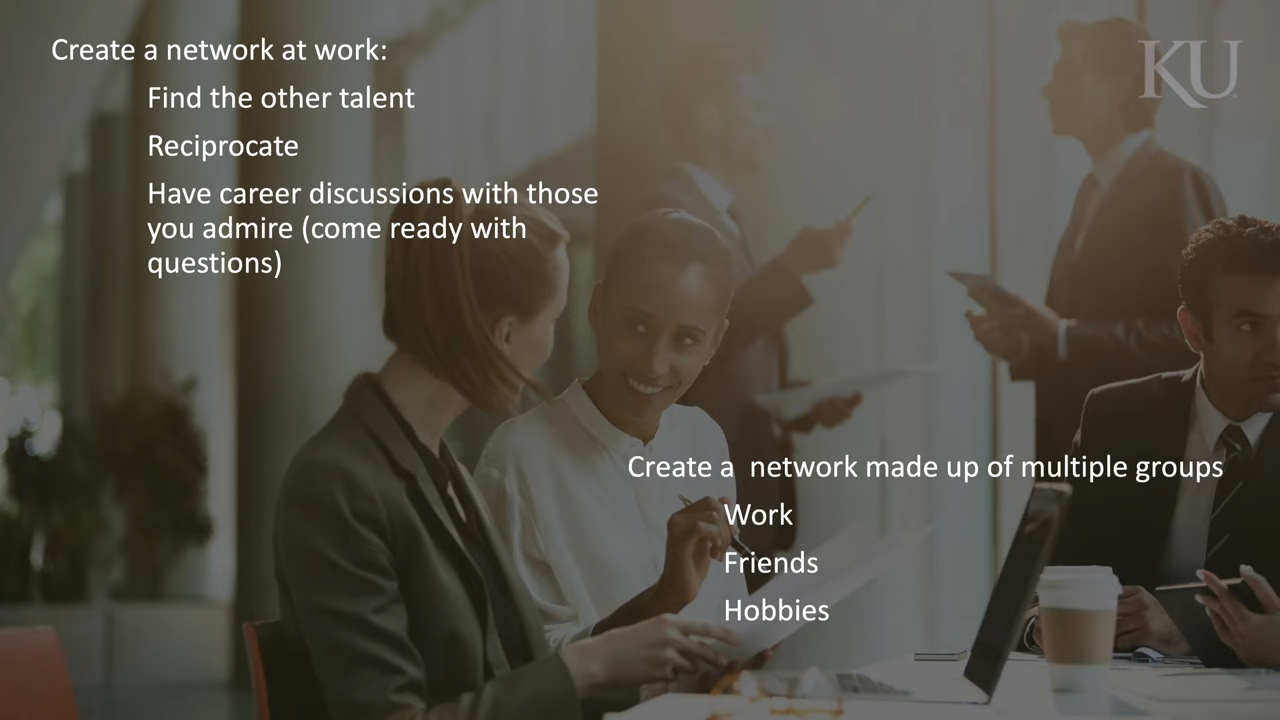 Create a network at work:
Find the other talent
Reciprocate
Have career discussions with those
you admire (come ready with
questions)
KU
Create a  network made up of multiple groups
Work
Friends
Hobbies